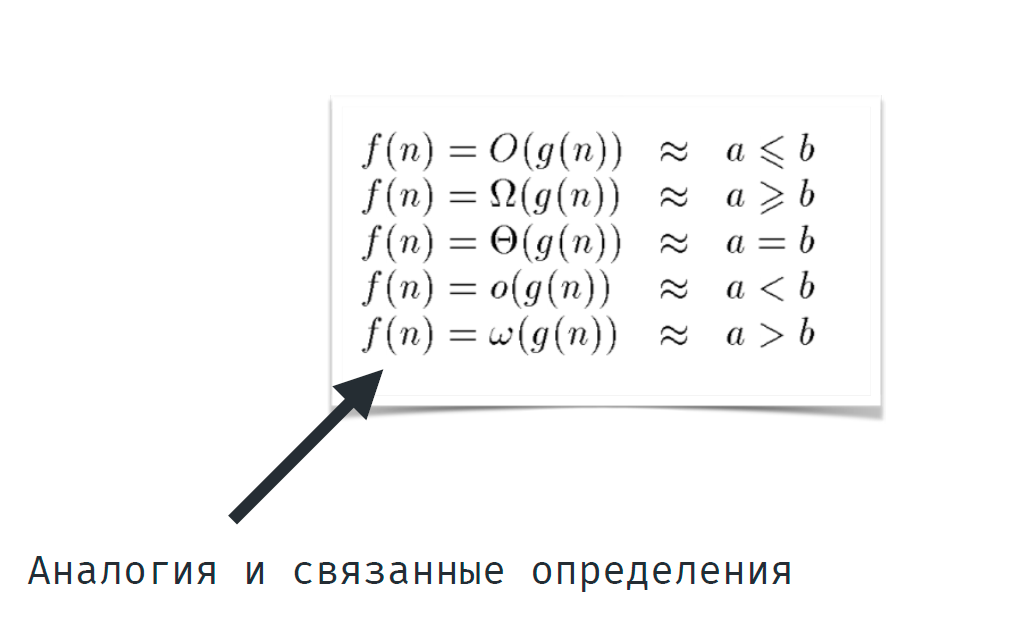 f(n) = O(g(n)) ≈ a ⩽ b
f(n) = Ω(g(n)) ≈ a ⩾ b
f(n) = Θ(g(n)) ≈ a = b
f(n) = o(g(n)) ≈ a < b
f(n) = ω(g(n)) ≈ a > b
Аналогия и связанные определения